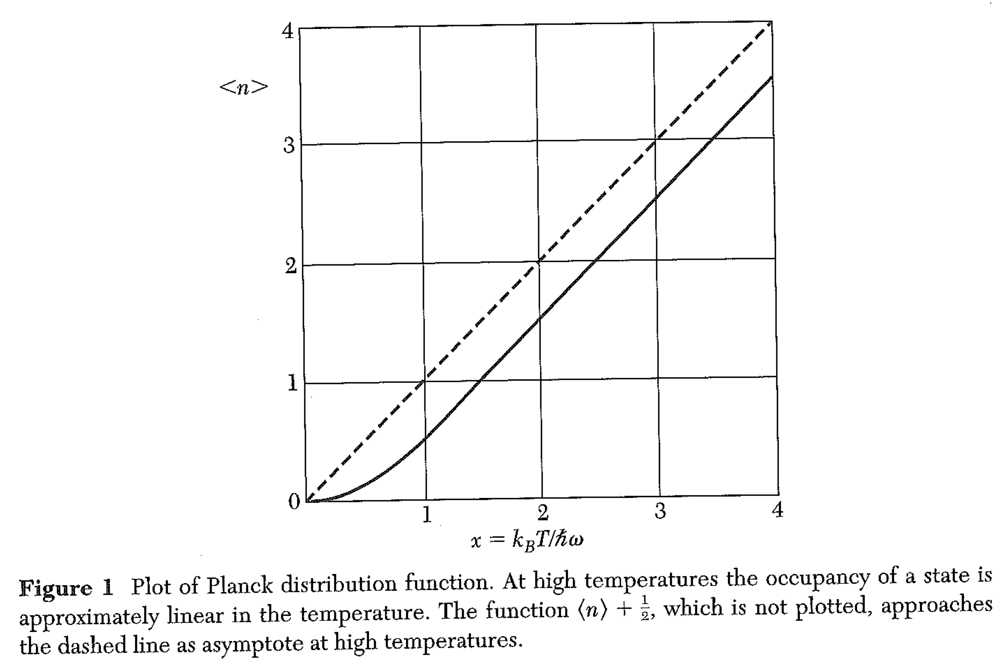 4
<n>
3
2
1
0
1 2 3 4
x = k_BT/ℏω
Figure 1 Plot of Planck distribution function. At high temperatures the occupancy of a state is
approximately linear in the temperature. The function ⟨n⟩ + 1/2, which is not plotted, approaches
the dashed line as asymptote at high temperatures.